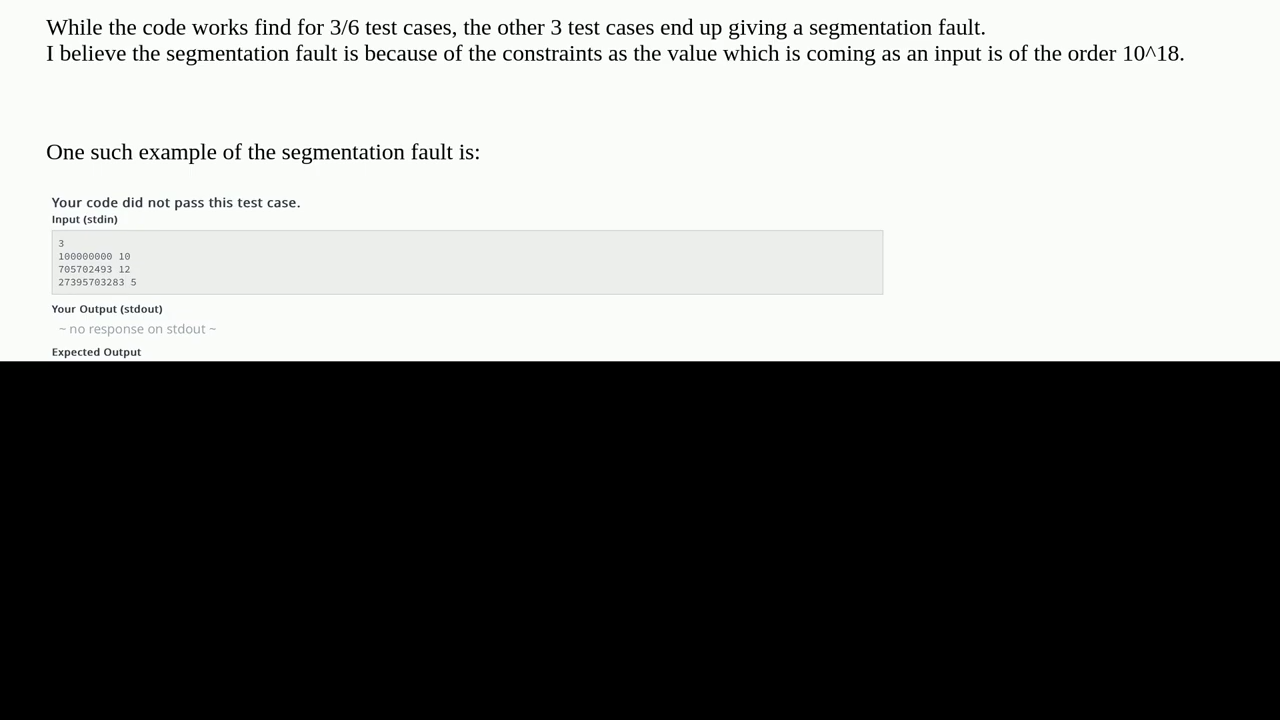 While the code works find for 3/6 test cases, the other 3 test cases end up giving a segmentation fault.
I believe the segmentation fault is because of the constraints as the value which is coming as an input is of the order 10^18.
One such example of the segmentation fault is:
Your code did not pass this test case.
Input (stdin)
3
100000000 10
705702493 12
27395703283 5
Your Output (stdout)
~ no response on stdout ~
Expected Output